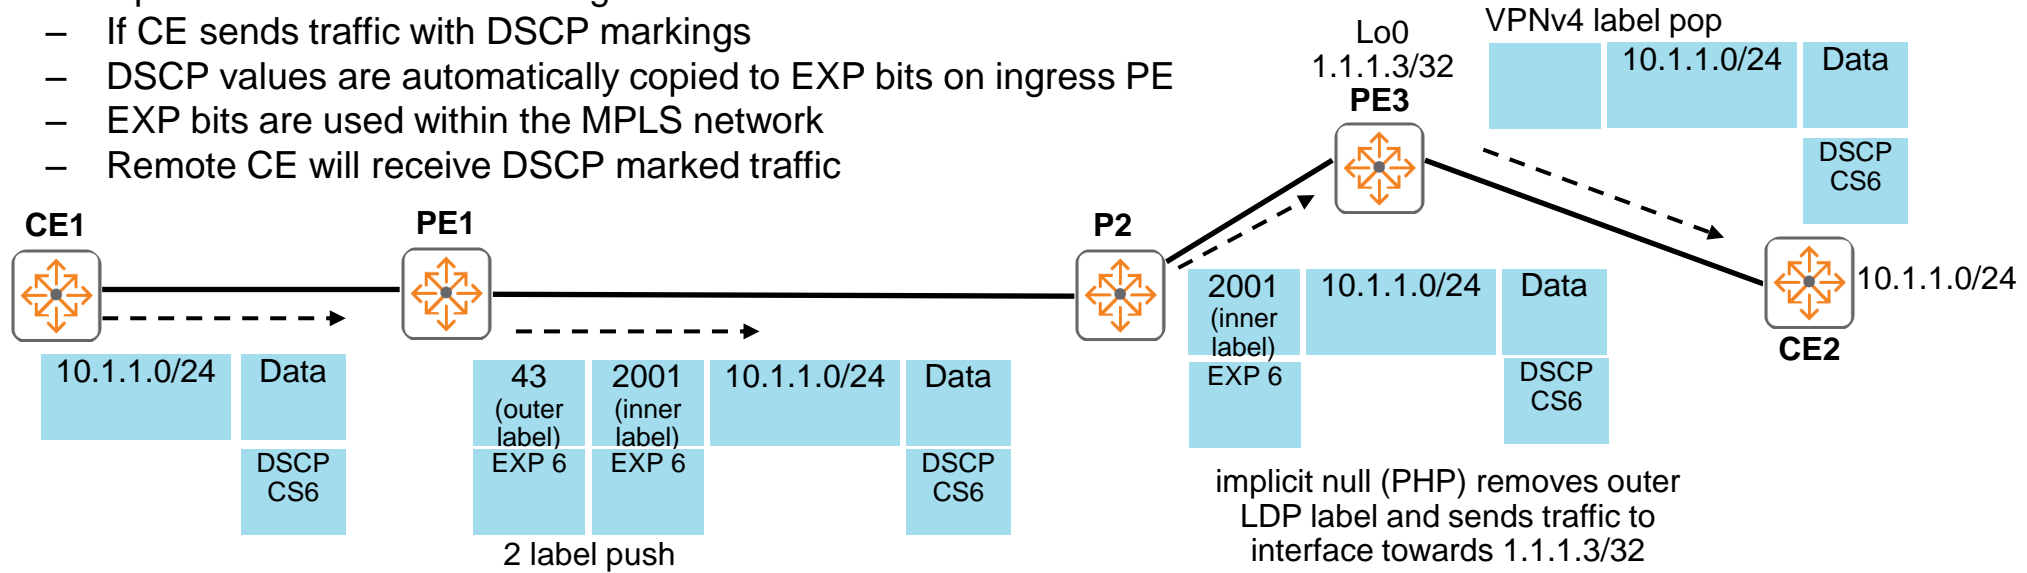 – If CE sends traffic with DSCP markings
– DSCP values are automatically copied to EXP bits on ingress PE
– EXP bits are used within the MPLS network
– Remote CE will receive DSCP marked traffic
Lo0
1.1.1.3/32
PE3
VPNv4 label pop
10.1.1.0/24 Data
DSCP
CS6
CE1
PE1
P2
CE2
10.1.1.0/24
10.1.1.0/24 Data
DSCP
CS6
43 2001 10.1.1.0/24 Data
(outer (inner
label) label)
EXP 6 EXP 6 DSCP
CS6
2 label push
2001 10.1.1.0/24 Data
(inner
label)
EXP 6 DSCP
CS6
implicit null (PHP) removes outer
LDP label and sends traffic to
interface towards 1.1.1.3/32